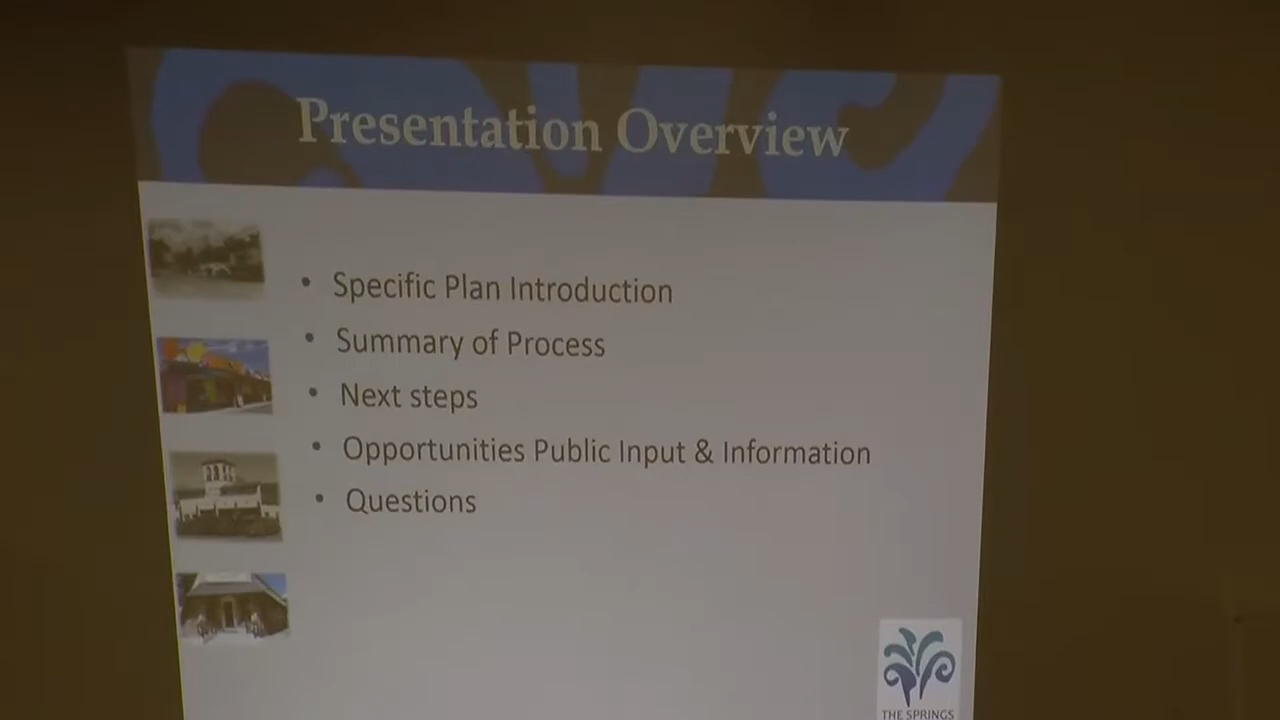 Presentation Overview
• Specific Plan Introduction
• Summary of Process
• Next steps
• Opportunities Public Input & Information
• Questions
THE SPRINGS